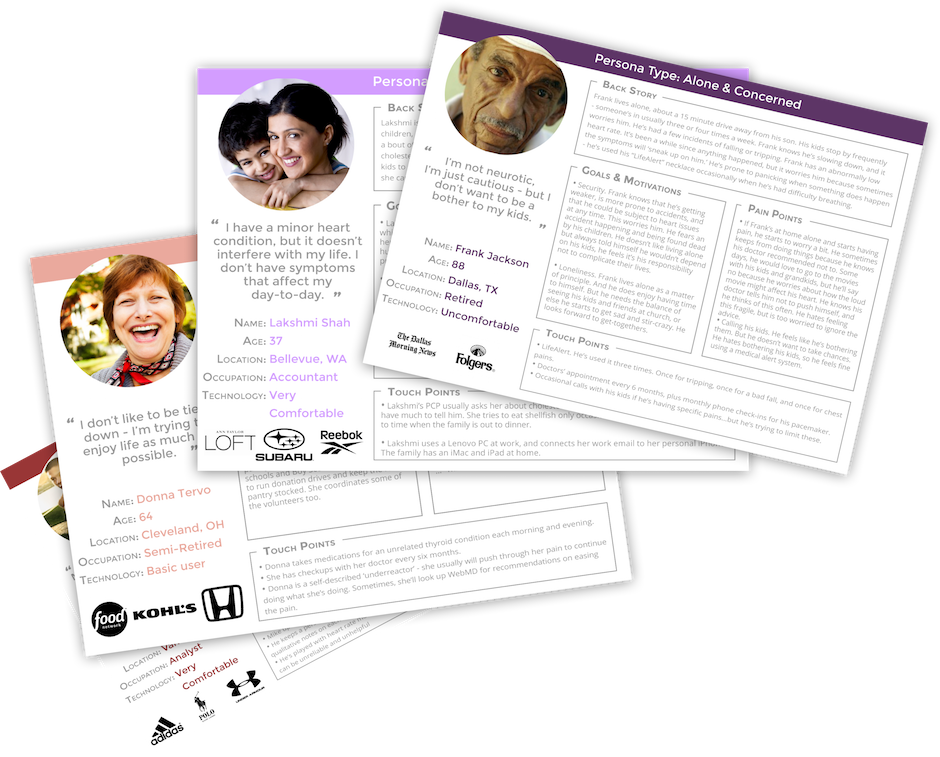 Persona Type: Alone & Concerned
Back Story
Frank lives alone, about a 15 minute drive away from his son. His kids stop by frequently
- someone's in usually three or four times a week. Frank knows he's slowing down, and it
worries him. He's had a few incidents of falling or tripping. Frank has an abnormally low
heart rate. It's been a while since anything happened, but it worries him because sometimes
the symptoms will 'sneak up on him.' He's prone to panicking when something does happen
- he's used his "LifeAlert" necklace occasionally when he's had difficulty breathing.
“ I'm not neurotic,
I'm just cautious - but I
don't want to be a
bother to my kids. ”
Name: Frank Jackson
Age: 88
Location: Dallas, TX
Occupation: Retired
Technology: Uncomfortable
The Dallas
Morning News
Folgers
Goals & Motivations
• Security. Frank knows that he's getting
weaker, is more prone to accidents, and
that he could be subject to heart issues
at any time. This worries him. He fears an
accident happening and being found dead
by his children. He doesn't like living alone
but always told himself he wouldn't depend
on his kids, he feels it's his responsibility
not to complicate their lives.
• Loneliness. Frank lives alone as a matter
of principle. And he does enjoy having time
to himself. But he needs the balance of
seeing his kids and friends at church, or
else he starts to get sad and stir-crazy. He
looks forward to get-togethers.
Pain Points
• If Frank's at home alone and starts having
pain, he starts to worry a bit. He sometimes
keeps from doing things because he knows
his doctor recommended not to. Some
days, he would love to go to the movies
with his kids and grandkids, but he'll say
no because he worries about how the loud
movie might affect his heart. He knows his
doctor tells him not to push himself, and
he thinks of this often. He hates feeling
this fragile, but is too worried to ignore the
advice.
• Calling his kids. He feels like he's bothering
them. But he doesn't want to take chances.
He hates bothering his kids, so he feels fine
using a medical alert system.
Touch Points
• LifeAlert. He's used it three times. Once for tripping, once for a bad fall, and once for chest
pains.
• Doctors' appointment every 6 months, plus monthly phone check-ins for his pacemaker.
• Occasional calls with his kids if he's having specific pains...but he's trying to limit these.
Persona
Back S
Lakshmi i
children,
a bout of
choleste
kids to
she ca
“ I have a minor heart
condition, but it doesn't
interfere with my life. I
don't have symptoms
that affect my
day-to-day. ”
Name: Lakshmi Shah
Age: 37
Location: Bellevue, WA
Occupation: Accountant
Technology: Very
Comfortable
ANN TAYLOR
LOFT
SUBARU
Reebok
Go
Touch Points
• Lakshmi's PCP usually asks her about choleste
have much to tell him. She tries to eat shellfish only occ
to time when the family is out to dinner.
• Lakshmi uses a Lenovo PC at work, and connects her work email to her personal iPho
The family has an iMac and iPad at home.
“ I don't like to be tie
down - I'm trying t
enjoy life as much
possible.
Name: Donna Tervo
Age: 64
Location: Cleveland, OH
Occupation: Semi-Retired
Technology: Basic user
food
network
KOHL'S
schools and Boy S
to run donation drives and keep the
pantry stocked. She coordinates some of
the volunteers too.
Touch Points
• Donna takes medications for an unrelated thyroid condition each morning and evening.
• She has checkups with her doctor every six months.
• Donna is a self-described 'underreactor' - she usually will push through her pain to continue
doing what she's doing. Sometimes, she'll look up WebMD for recommendations on easing
the pain.
Location: Va
Occupation: Analyst
Technology: Very
Comfortable
adidas
POLO
UNDER ARMOUR
• He keeps a pe
qualitative notes on ea
• He's played with heart rate m
can be unreliable and unhelpful